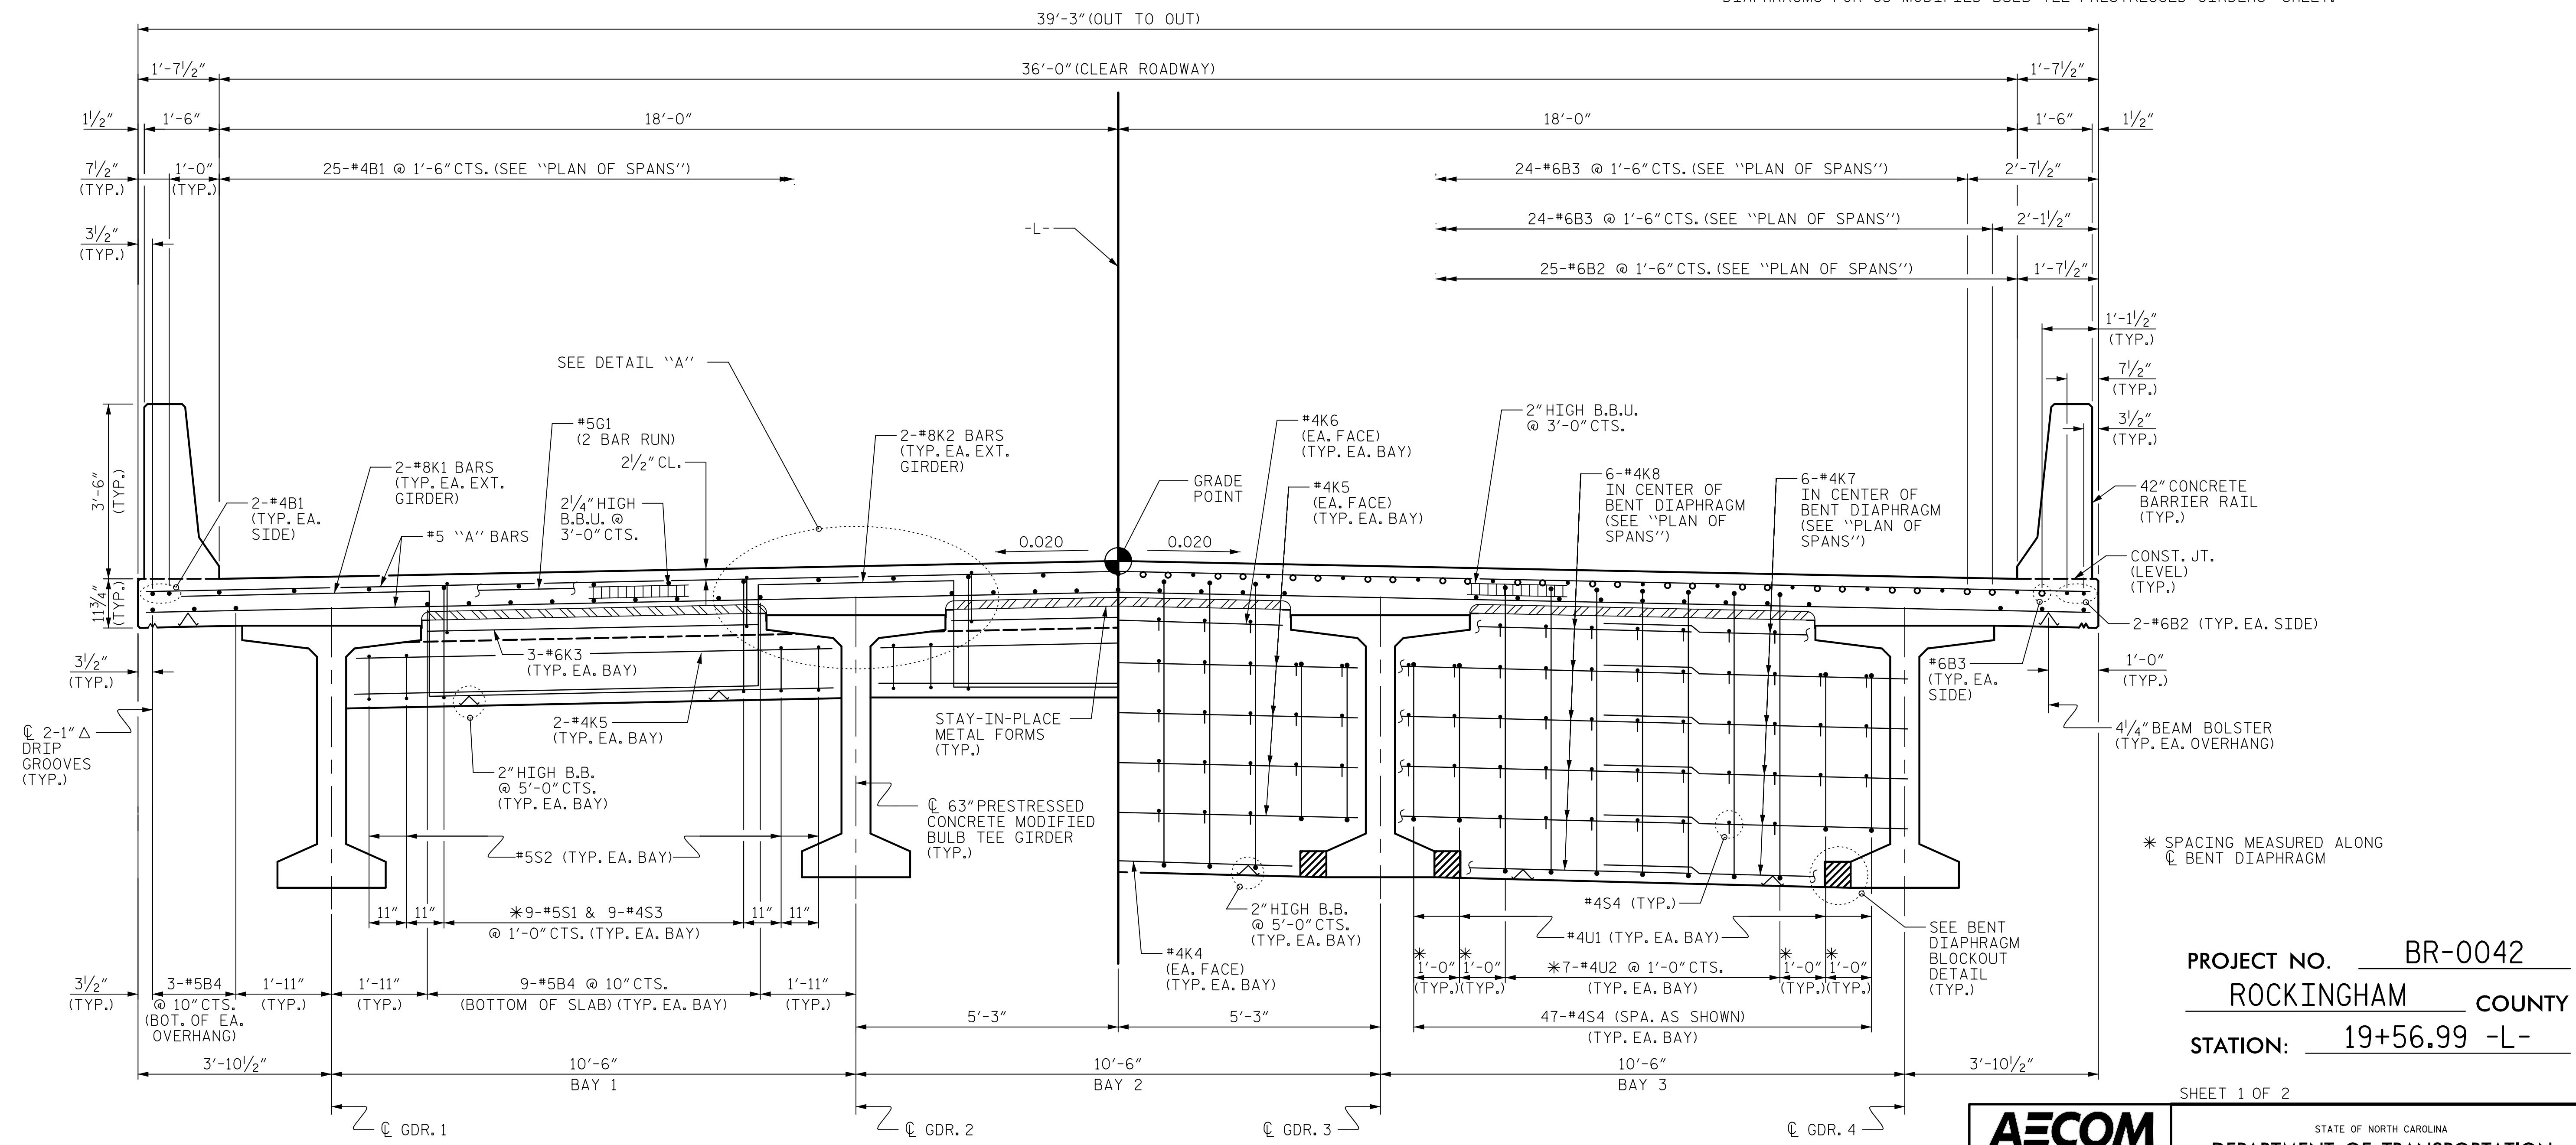 DIAPHRAGMS FOR 63" MODIFIED BULB TEE PRESTRESSED GIRDERS" SHEET.
39'-3" (OUT TO OUT)
1'-7½"
36'-0" (CLEAR ROADWAY)
1'-7½"
1½"
1'-6"
18'-0"
18'-0"
1'-6"
1½"
7½"
(TYP.)
1'-0"
(TYP.)
25-#4B1 @ 1'-6" CTS. (SEE "PLAN OF SPANS")
24-#6B3 @ 1'-6" CTS. (SEE "PLAN OF SPANS")
2'-7½"
3½"
(TYP.)
-L-
24-#6B3 @ 1'-6" CTS. (SEE "PLAN OF SPANS")
2'-1½"
25-#6B2 @ 1'-6" CTS. (SEE "PLAN OF SPANS")
1'-7½"
1'-1½"
(TYP.)
7½"
(TYP.)
3½"
(TYP.)
SEE DETAIL "A"
3'-6"
(TYP.)
11¾"
(TYP.)
2-#4B1
(TYP. EA.
SIDE)
2-#8K1 BARS
(TYP. EA. EXT.
GIRDER)
#5 "A" BARS
#5G1
(2 BAR RUN)
2½" CL.
2¼" HIGH
B.B.U. @
3'-0" CTS.
2-#8K2 BARS
(TYP. EA. EXT.
GIRDER)
0.020
0.020
GRADE
POINT
#4K6
(EA. FACE)
(TYP. EA. BAY)
#4K5
(EA. FACE)
(TYP. EA. BAY)
2" HIGH B.B.U.
@ 3'-0" CTS.
6-#4K8
IN CENTER OF
BENT DIAPHRAGM
(SEE "PLAN OF
SPANS")
6-#4K7
IN CENTER OF
BENT DIAPHRAGM
(SEE "PLAN OF
SPANS")
42" CONCRETE
BARRIER RAIL
(TYP.)
CONST. JT.
(LEVEL)
(TYP.)
2-#6B2 (TYP. EA. SIDE)
#6B3
(TYP. EA.
SIDE)
1'-0"
(TYP.)
4¼" BEAM BOLSTER
(TYP. EA. OVERHANG)
3½"
(TYP.)
℄ 2-1" △
DRIP
GROOVES
(TYP.)
3-#6K3
(TYP. EA. BAY)
2-#4K5
(TYP. EA. BAY)
2" HIGH B.B.
@ 5'-0" CTS.
(TYP. EA. BAY)
STAY-IN-PLACE
METAL FORMS
(TYP.)
℄ 63" PRESTRESSED
CONCRETE MODIFIED
BULB TEE GIRDER
(TYP.)
#5S2 (TYP. EA. BAY)
* SPACING MEASURED ALONG
℄ BENT DIAPHRAGM
11"
11"
*9-#5S1 & 9-#4S3
@ 1'-0" CTS. (TYP. EA. BAY)
11"
11"
2" HIGH B.B.
@ 5'-0" CTS.
(TYP. EA. BAY)
#4K4
(EA. FACE)
(TYP. EA. BAY)
#4S4 (TYP.)
#4U1 (TYP. EA. BAY)
SEE BENT
DIAPHRAGM
BLOCKOUT
DETAIL
(TYP.)
*
1'-0"
(TYP.)
*
1'-0"
(TYP.)
*7-#4U2 @ 1'-0" CTS.
(TYP. EA. BAY)
*
1'-0"
(TYP.)
*
1'-0"
(TYP.)
3½"
(TYP.)
3-#5B4
@ 10" CTS.
(BOT. OF EA.
OVERHANG)
1'-11"
(TYP.)
1'-11"
(TYP.)
9-#5B4 @ 10" CTS.
(BOTTOM OF SLAB) (TYP. EA. BAY)
1'-11"
(TYP.)
5'-3"
5'-3"
47-#4S4 (SPA. AS SHOWN)
(TYP. EA. BAY)
3'-10½"
10'-6"
BAY 1
10'-6"
BAY 2
10'-6"
BAY 3
3'-10½"
℄ GDR. 1
℄ GDR. 2
℄ GDR. 3
℄ GDR. 4
PROJECT NO. BR-0042
ROCKINGHAM COUNTY
STATION: 19+56.99 -L-
SHEET 1 OF 2
AECOM
STATE OF NORTH CAROLINA
DEPARTMENT OF TRANSPORTATION